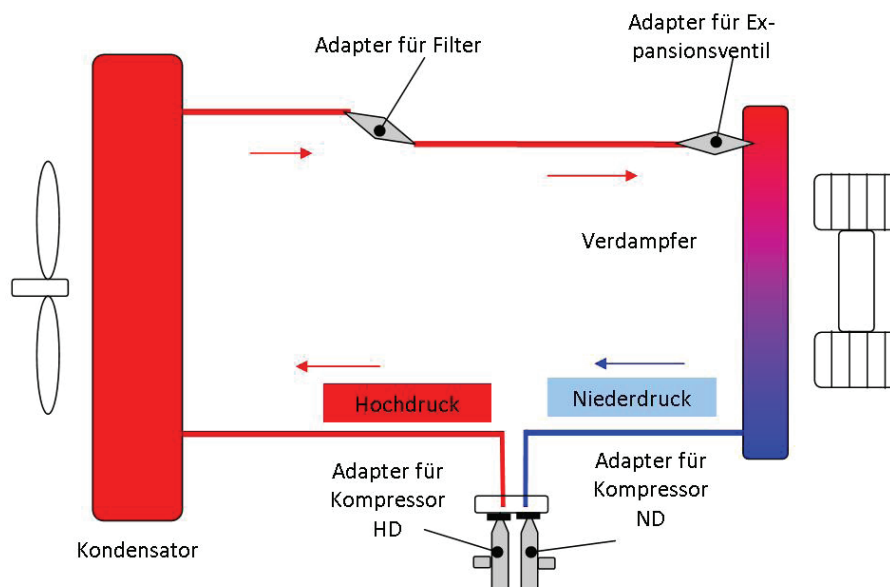 Adapter für Filter
Adapter für Ex-
pansionsventil
Verdampfer
Hochdruck
Niederdruck
Adapter für
Kompressor
HD
Adapter für
Kompressor
ND
Kondensator